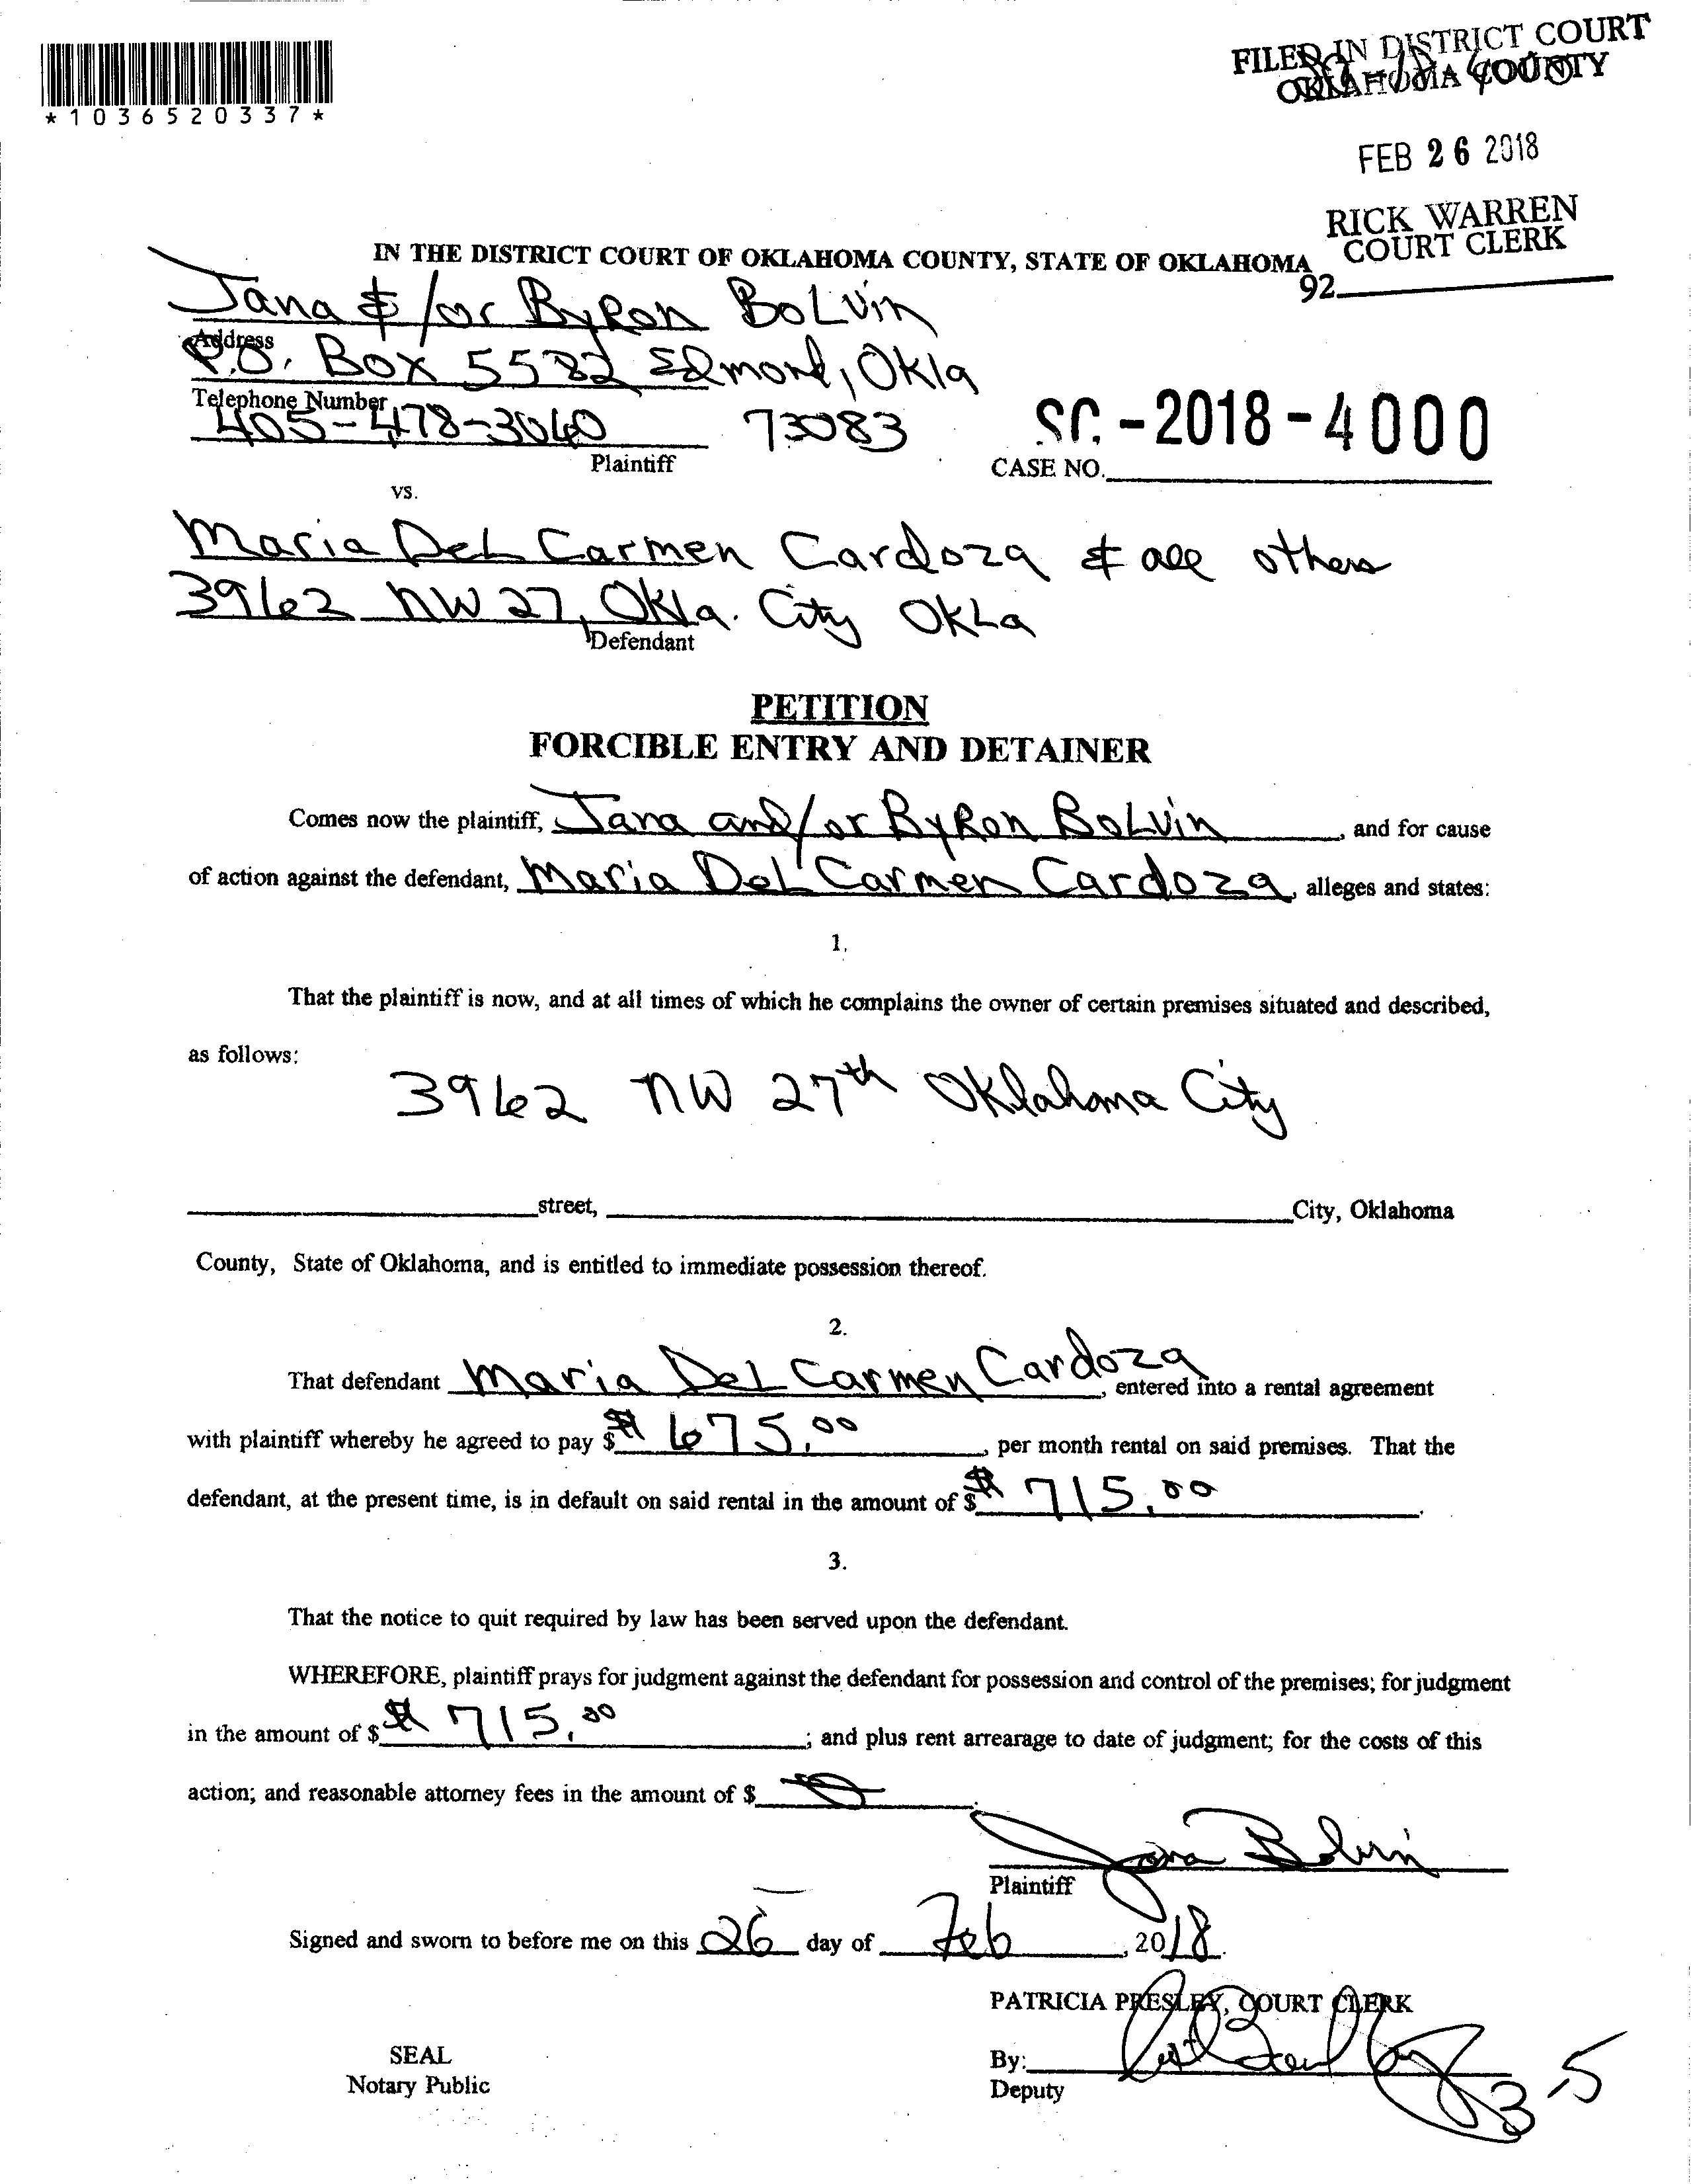 *1036520337*
FILED IN DISTRICT COURT
OKLAHOMA COUNTY
FEB 26 2018
RICK WARREN
COURT CLERK
IN THE DISTRICT COURT OF OKLAHOMA COUNTY, STATE OF OKLAHOMA
92
Jana & /or ByRon BoLvin
Address
P.O. Box 5582 Edmond, Okla
Telephone Number
405-478-3040 73083
Plaintiff
SC-2018-4000
CASE NO.
vs.
Maria Del Carmen Cardoza & all others
3962 NW 27, Okla. City OkLa
Defendant
PETITION
FORCIBLE ENTRY AND DETAINER
Comes now the plaintiff, Jana and/or ByRon BoLvin, and for cause
of action against the defendant, Maria Del Carmen Cardoza, alleges and states:
1.
That the plaintiff is now, and at all times of which he complains the owner of certain premises situated and described,
as follows:
3962 NW 27th Oklahoma City
street, City, Oklahoma
County, State of Oklahoma, and is entitled to immediate possession thereof.
2.
That defendant Maria Del Carmen Cardoza, entered into a rental agreement
with plaintiff whereby he agreed to pay $ $ 675.00, per month rental on said premises. That the
defendant, at the present time, is in default on said rental in the amount of $ $ 715.00.
3.
That the notice to quit required by law has been served upon the defendant.
WHEREFORE, plaintiff prays for judgment against the defendant for possession and control of the premises; for judgment
in the amount of $ $ 715.00; and plus rent arrearage to date of judgment; for the costs of this
action; and reasonable attorney fees in the amount of $ 0.
Jana Bolvin
Plaintiff
Signed and sworn to before me on this 26 day of Feb, 2018.
PATRICIA PRESLEY, COURT CLERK
SEAL
Notary Public
By:
Deputy
3-5